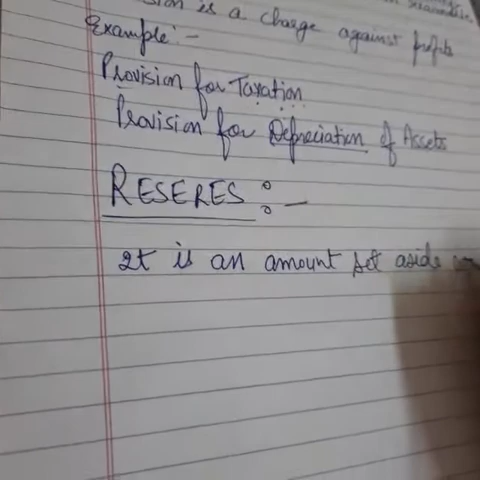 is a charge against profits
Example :-
Provision for Taxation
Provision for Depreciation of Assets
RESERES :-
It is an amount set aside